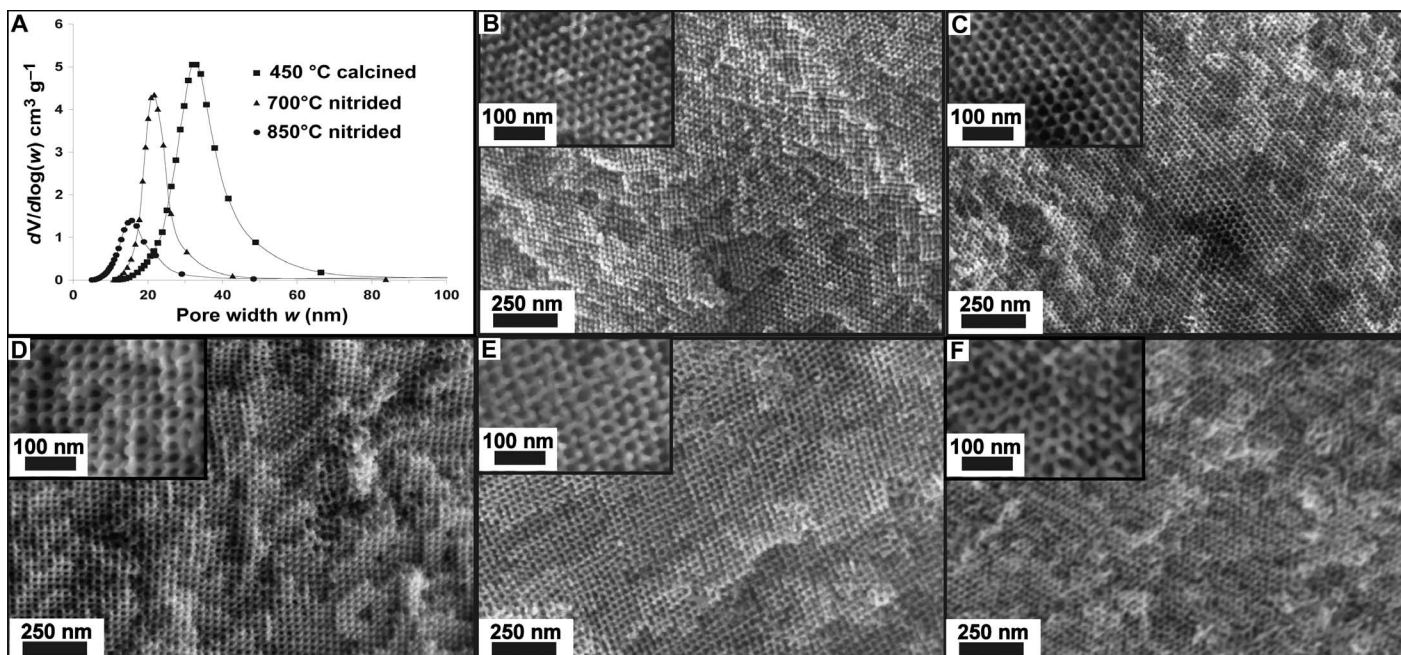 A
6
5
4
3
2
1
0
dV/dlog(w) cm³ g⁻¹
450 °C calcined
700°C nitrided
850°C nitrided
0 20 40 60 80 100
Pore width w (nm)
B
100 nm
250 nm
C
100 nm
250 nm
D
100 nm
250 nm
E
100 nm
250 nm
F
100 nm
250 nm